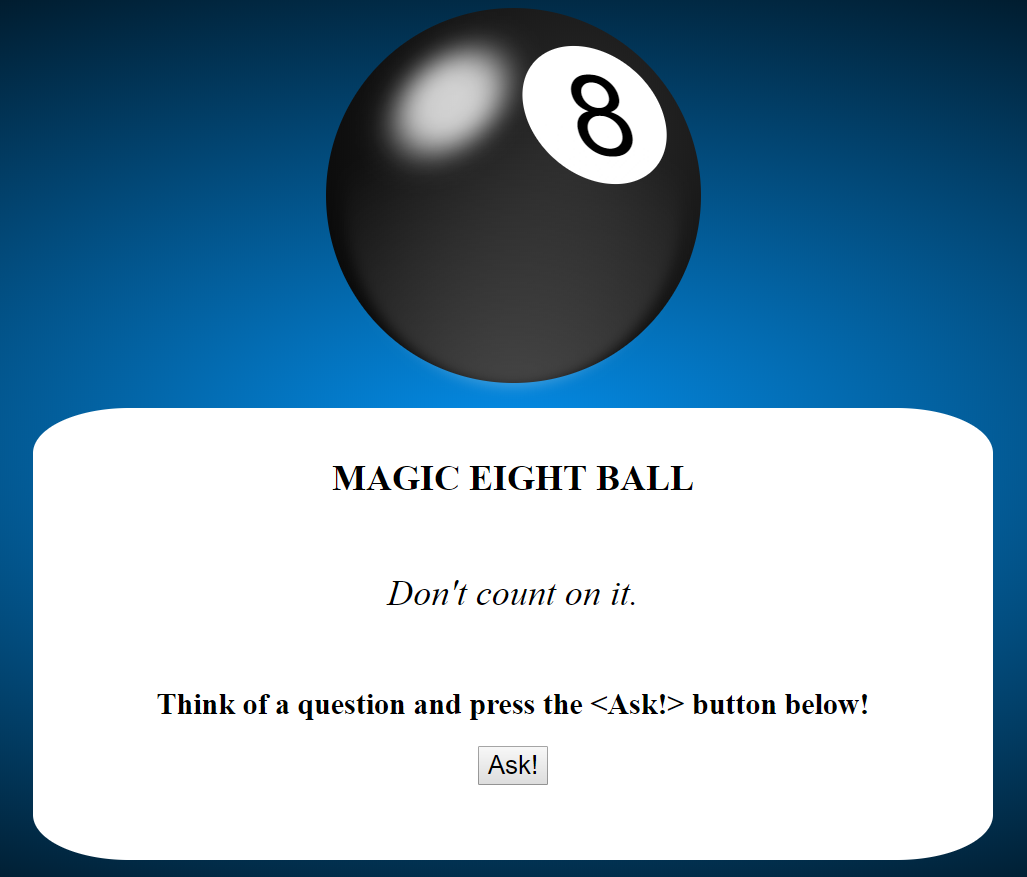 8
MAGIC EIGHT BALL
Don't count on it.
Think of a question and press the <Ask!> button below!
Ask!